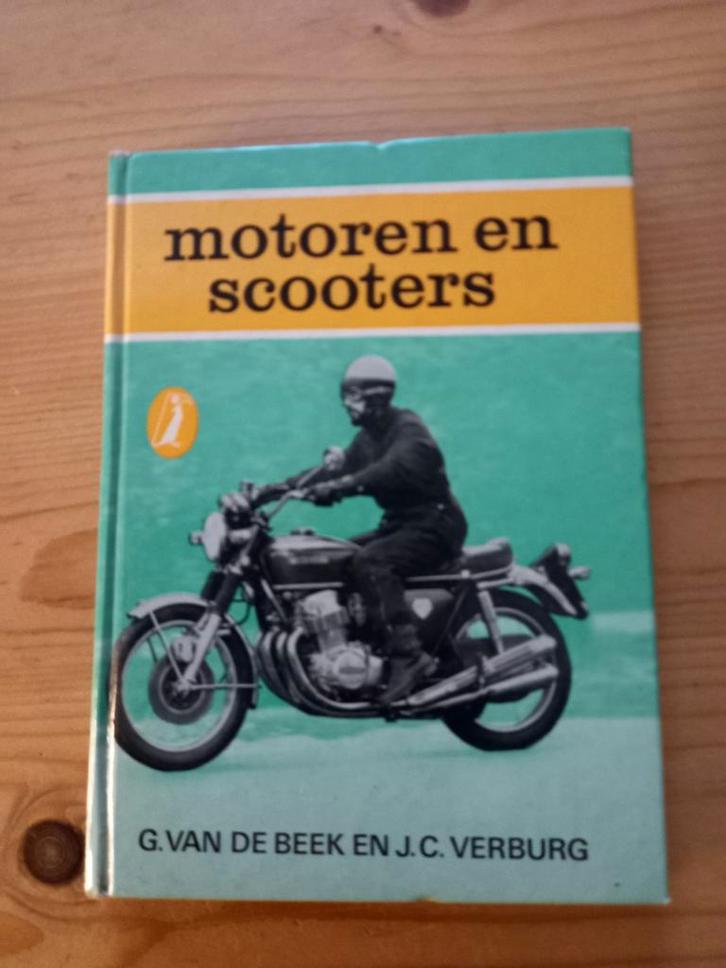 motoren en
scooters
G. VAN DE BEEK EN J.C. VERBURG